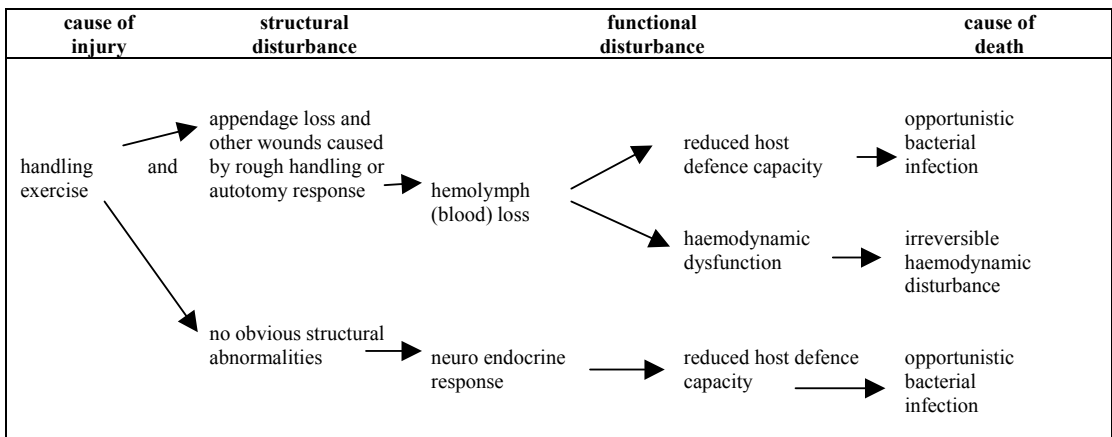 cause of injury
structural disturbance
functional disturbance
cause of death
handling and exercise
appendage loss and
other wounds caused
by rough handling or
autotomy response
hemolymph
(blood) loss
reduced host
defence capacity
opportunistic
bacterial
infection
haemodynamic
dysfunction
irreversible
haemodynamic
disturbance
no obvious structural
abnormalities
neuro endocrine
response
reduced host defence
capacity
opportunistic
bacterial
infection